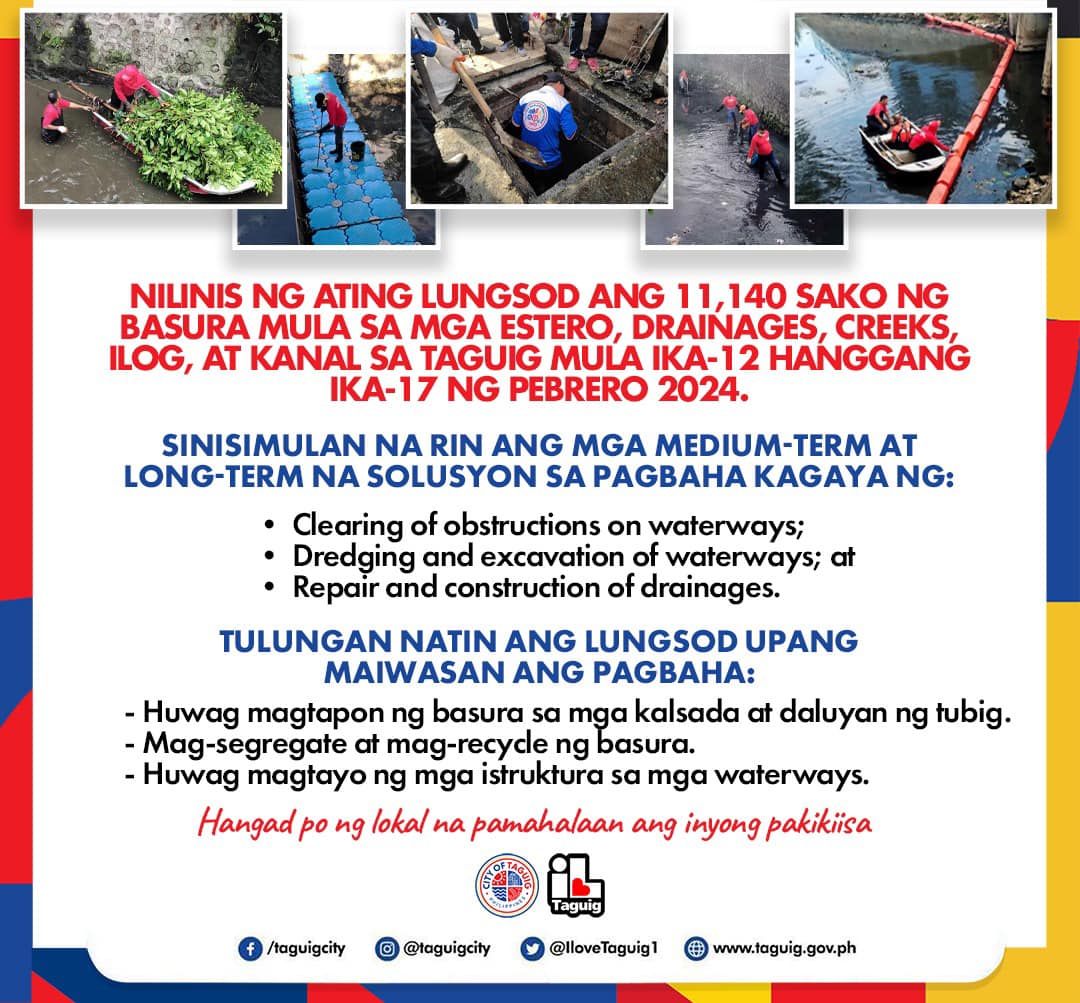 NILINIS NG ATING LUNGSOD ANG 11,140 SAKO NG
BASURA MULA SA MGA ESTERO, DRAINAGES, CREEKS,
ILOG, AT KANAL SA TAGUIG MULA IKA-12 HANGGANG
IKA-17 NG PEBRERO 2024.
SINISIMULAN NA RIN ANG MGA MEDIUM-TERM AT
LONG-TERM NA SOLUSYON SA PAGBAHA KAGAYA NG:
• Clearing of obstructions on waterways;
• Dredging and excavation of waterways; at
• Repair and construction of drainages.
TULUNGAN NATIN ANG LUNGSOD UPANG
MAIWASAN ANG PAGBAHA:
- Huwag magtapon ng basura sa mga kalsada at daluyan ng tubig.
- Mag-segregate at mag-recycle ng basura.
- Huwag magtayo ng mga istruktura sa mga waterways.
Hangad po ng lokal na pamahalaan ang inyong pakikiisa
CITY OF TAGUIG
PHILIPPINES
iL
Taguig
/taguigcity
@taguigcity
@IloveTaguig1
www.taguig.gov.ph